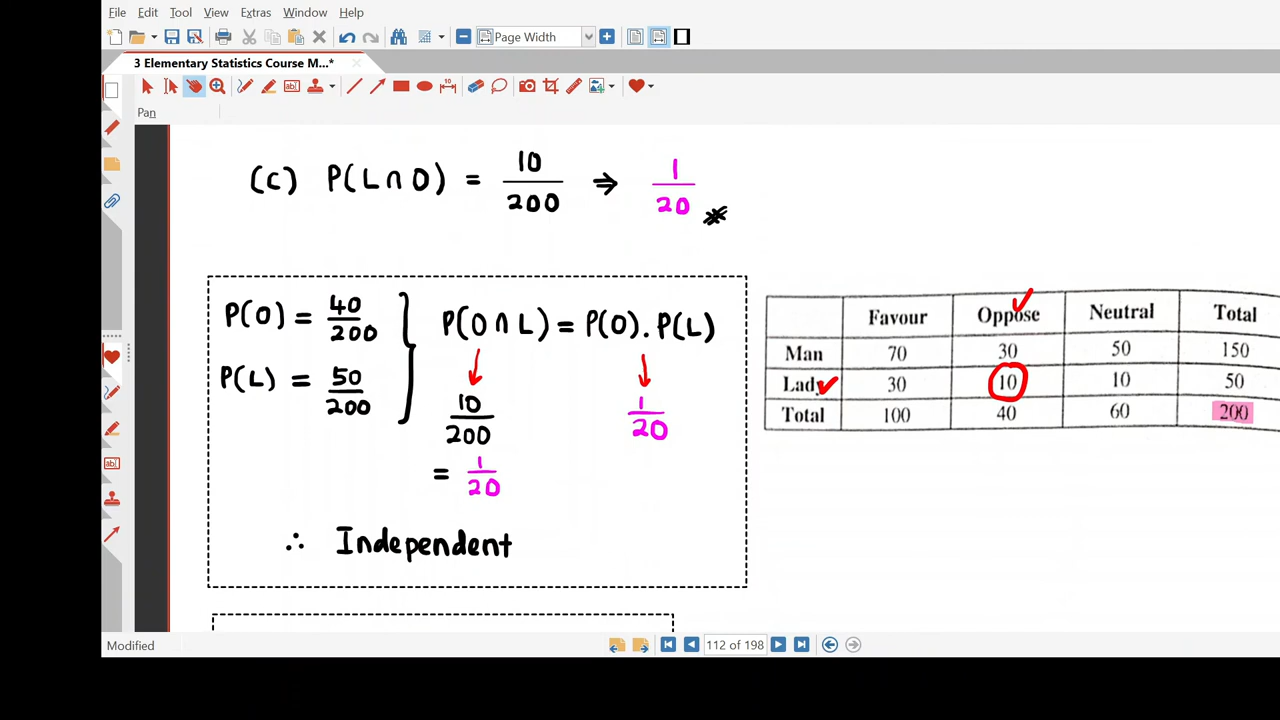 File Edit Tool View Extras Window Help
Page Width
3 Elementary Statistics Course M...*
Pan
(c) P(L∩O) = 10/200 ⇒ 1/20 *
P(O) = 40/200
P(L) = 50/200
P(O∩L) = P(O).P(L)
10/200 1/20
= 1/20
∴ Independent
Favour Oppose Neutral Total
Man 70 30 50 150
Lady 30 10 10 50
Total 100 40 60 200
Modified 112 of 198